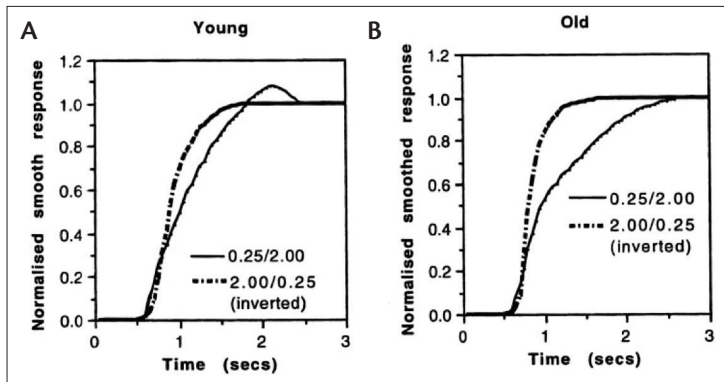 A
Young
Normalised smooth response
1.2
1.0
0.8
0.6
0.4
0.2
0.0
0.25/2.00
2.00/0.25
(inverted)
0
1
2
3
Time (secs)
B
Old
Normalised smoothed response
1.2
1.0
0.8
0.6
0.4
0.2
0.0
0.25/2.00
2.00/0.25
(inverted)
0
1
2
3
Time (secs)